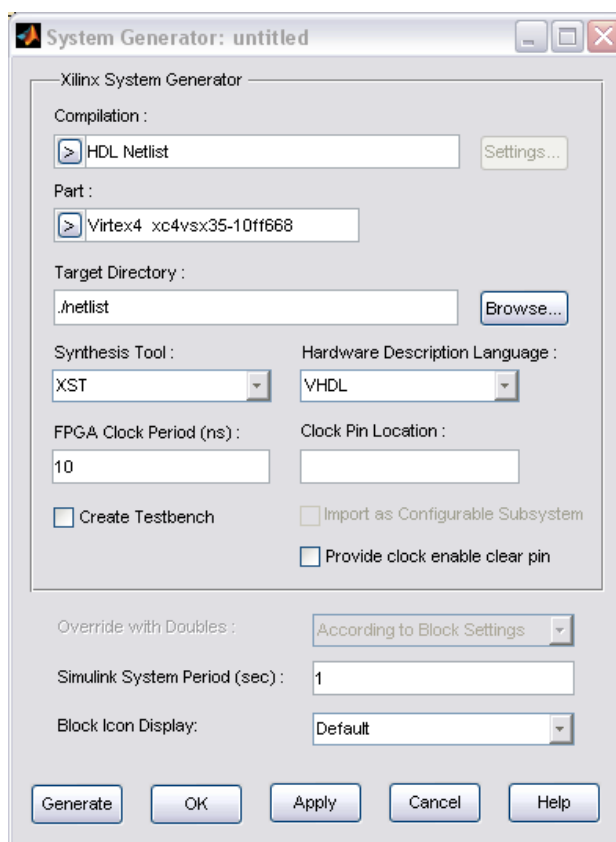 System Generator: untitled
Xilinx System Generator
Compilation :
> HDL Netlist Settings...
Part :
> Virtex4 xc4vsx35-10ff668
Target Directory :
./netlist Browse...
Synthesis Tool : Hardware Description Language :
XST VHDL
FPGA Clock Period (ns) : Clock Pin Location :
10
Create Testbench Import as Configurable Subsystem
Provide clock enable clear pin
Override with Doubles : According to Block Settings
Simulink System Period (sec) : 1
Block Icon Display: Default
Generate OK Apply Cancel Help